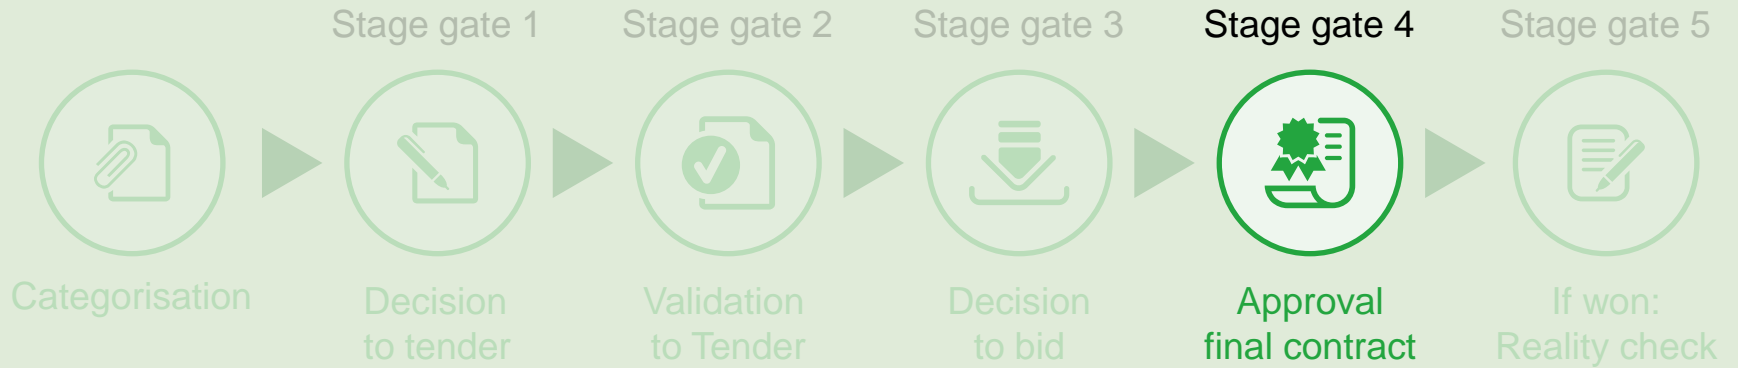 Stage gate 1
Stage gate 2
Stage gate 3
Stage gate 4
Stage gate 5
Categorisation
Decision
to tender
Validation
to Tender
Decision
to bid
Approval
final contract
If won:
Reality check